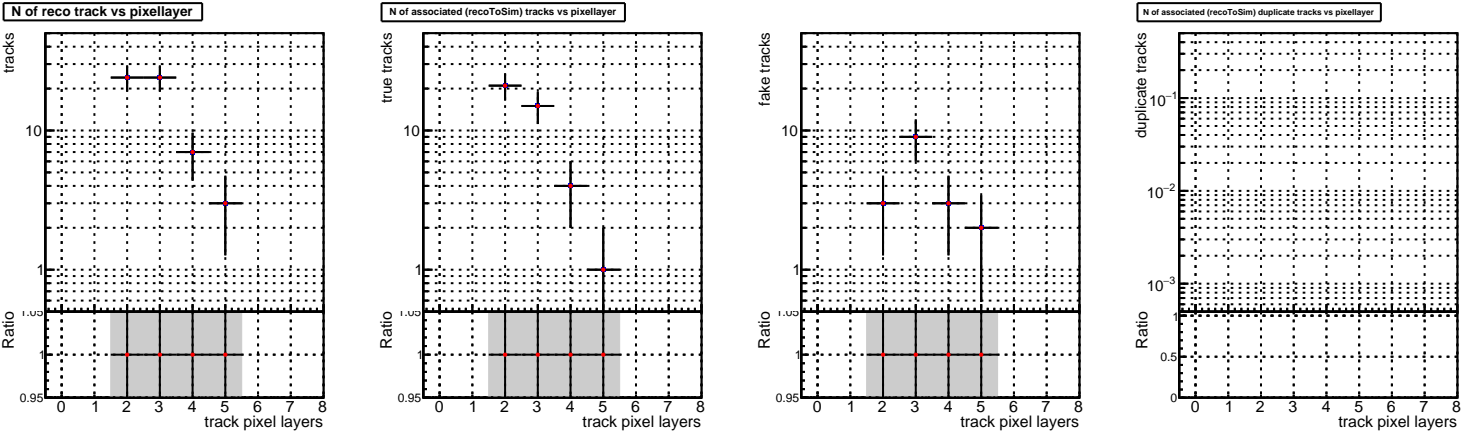 N of reco track vs pixellayer
tracks
10
1
Ratio
1.05
1
0.95
0 1 2 3 4 5 6 7 8
track pixel layers
N of associated (recoToSim) tracks vs pixellayer
true tracks
10
1
Ratio
1.05
1
0.95
0 1 2 3 4 5 6 7 8
track pixel layers
fake tracks
10
1
Ratio
1.05
1
0.95
0 1 2 3 4 5 6 7 8
track pixel layers
N of associated (recoToSim) duplicate tracks vs pixellayer
duplicate tracks
10⁻¹
10⁻²
10⁻³
Ratio
1
0.5
0
0 1 2 3 4 5 6 7 8
track pixel layers